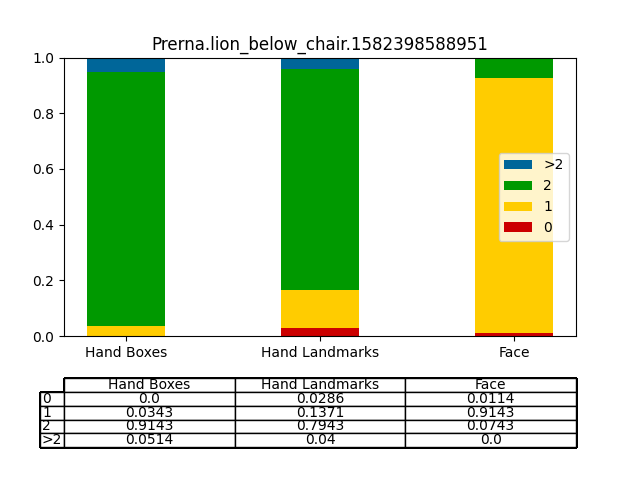 Prerna.lion_below_chair.1582398588951
1.0
0.8
0.6
0.4
0.2
0.0
>2
2
1
0
Hand Boxes Hand Landmarks Face
Hand Boxes Hand Landmarks Face
0 0.0 0.0286 0.0114
1 0.0343 0.1371 0.9143
2 0.9143 0.7943 0.0743
>2 0.0514 0.04 0.0